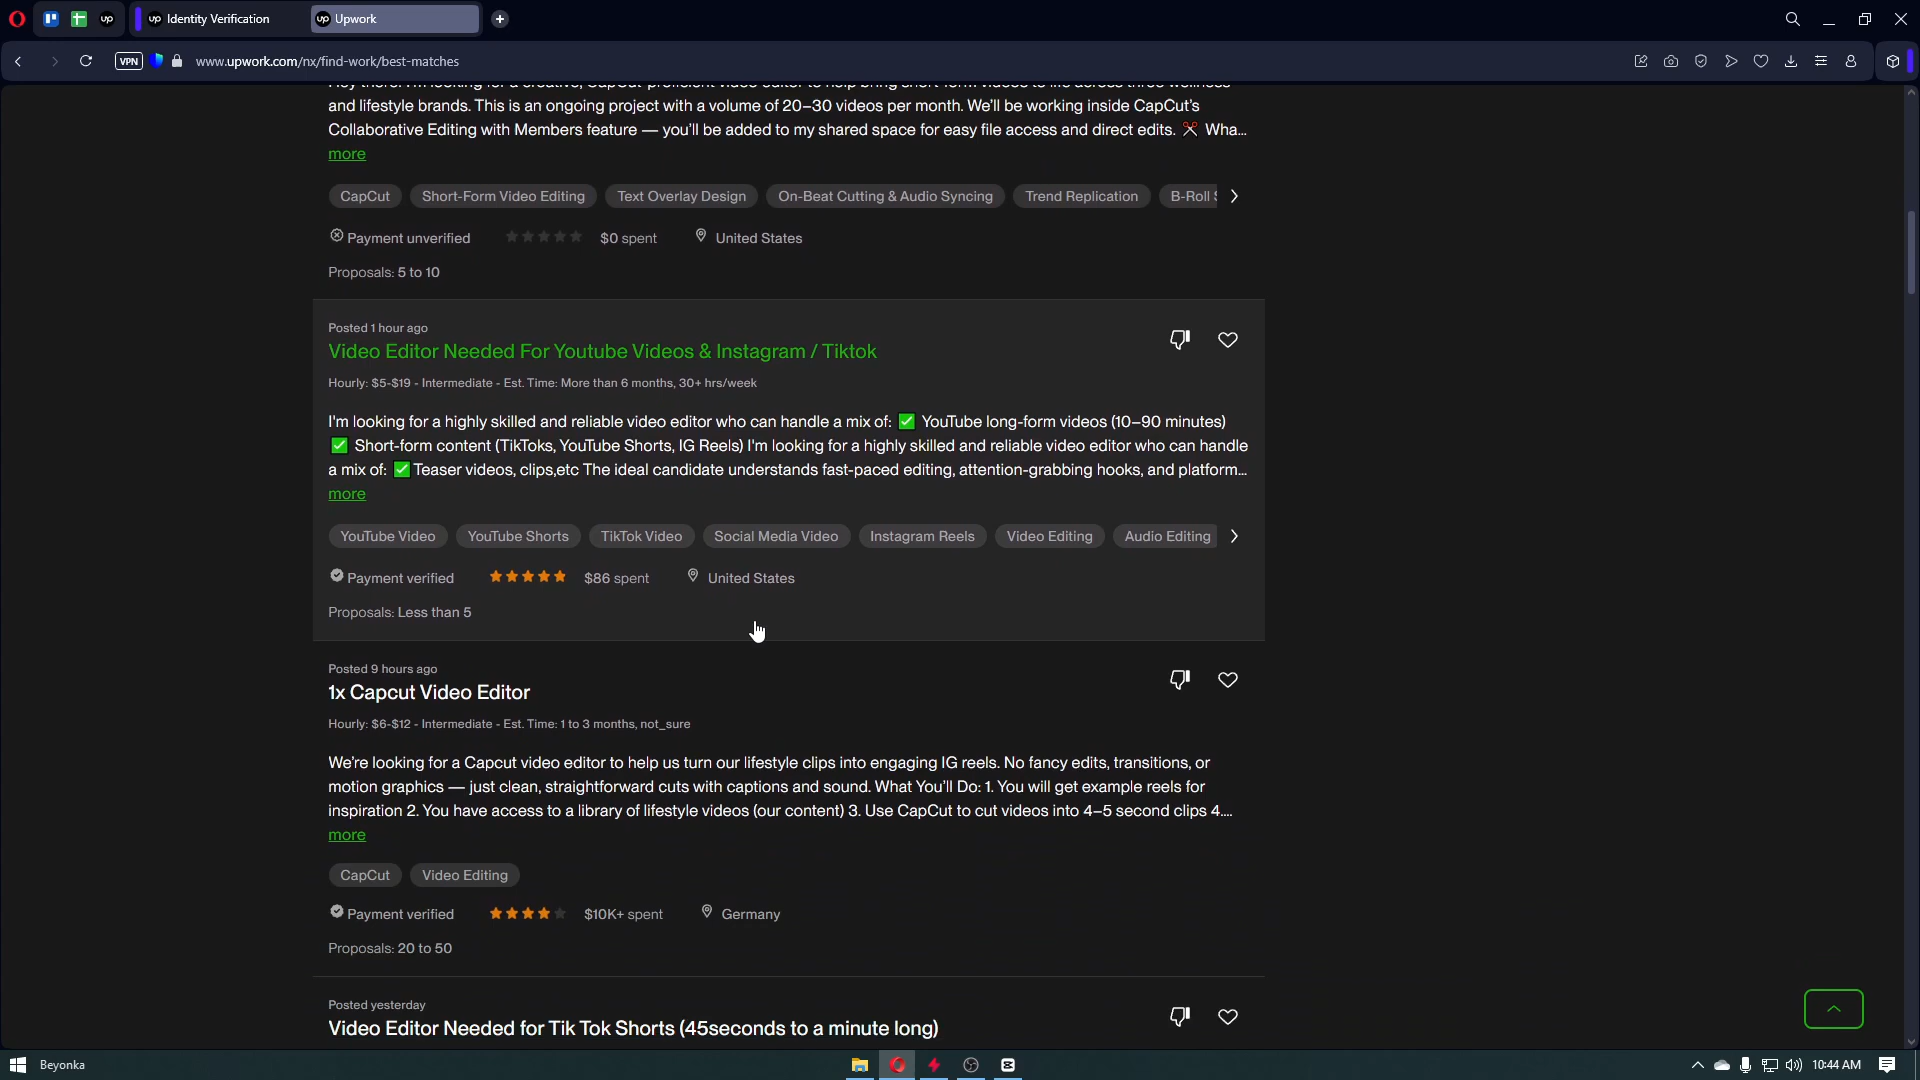 Identity Verification
Upwork
VPN
www.upwork.com/nx/find-work/best-matches
and lifestyle brands. This is an ongoing project with a volume of 20–30 videos per month. We'll be working inside CapCut's
Collaborative Editing with Members feature — you'll be added to my shared space for easy file access and direct edits. ✂️ Wha...
more
CapCut
Short-Form Video Editing
Text Overlay Design
On-Beat Cutting & Audio Syncing
Trend Replication
B-Roll
Payment unverified
$0 spent
United States
Proposals: 5 to 10
Posted 1 hour ago
Video Editor Needed For Youtube Videos & Instagram / Tiktok
Hourly: $5-$19 - Intermediate - Est. Time: More than 6 months, 30+ hrs/week
I'm looking for a highly skilled and reliable video editor who can handle a mix of: ✅ YouTube long-form videos (10–90 minutes)
✅ Short-form content (TikToks, YouTube Shorts, IG Reels) I'm looking for a highly skilled and reliable video editor who can handle
a mix of: ✅ Teaser videos, clips,etc The ideal candidate understands fast-paced editing, attention-grabbing hooks, and platform...
more
YouTube Video
YouTube Shorts
TikTok Video
Social Media Video
Instagram Reels
Video Editing
Audio Editing
Payment verified
$86 spent
United States
Proposals: Less than 5
Posted 9 hours ago
1x Capcut Video Editor
Hourly: $6-$12 - Intermediate - Est. Time: 1 to 3 months, not_sure
We're looking for a Capcut video editor to help us turn our lifestyle clips into engaging IG reels. No fancy edits, transitions, or
motion graphics — just clean, straightforward cuts with captions and sound. What You'll Do: 1. You will get example reels for
inspiration 2. You have access to a library of lifestyle videos (our content) 3. Use CapCut to cut videos into 4–5 second clips 4....
more
CapCut
Video Editing
Payment verified
$10K+ spent
Germany
Proposals: 20 to 50
Posted yesterday
Video Editor Needed for Tik Tok Shorts (45seconds to a minute long)
Beyonka
10:44 AM